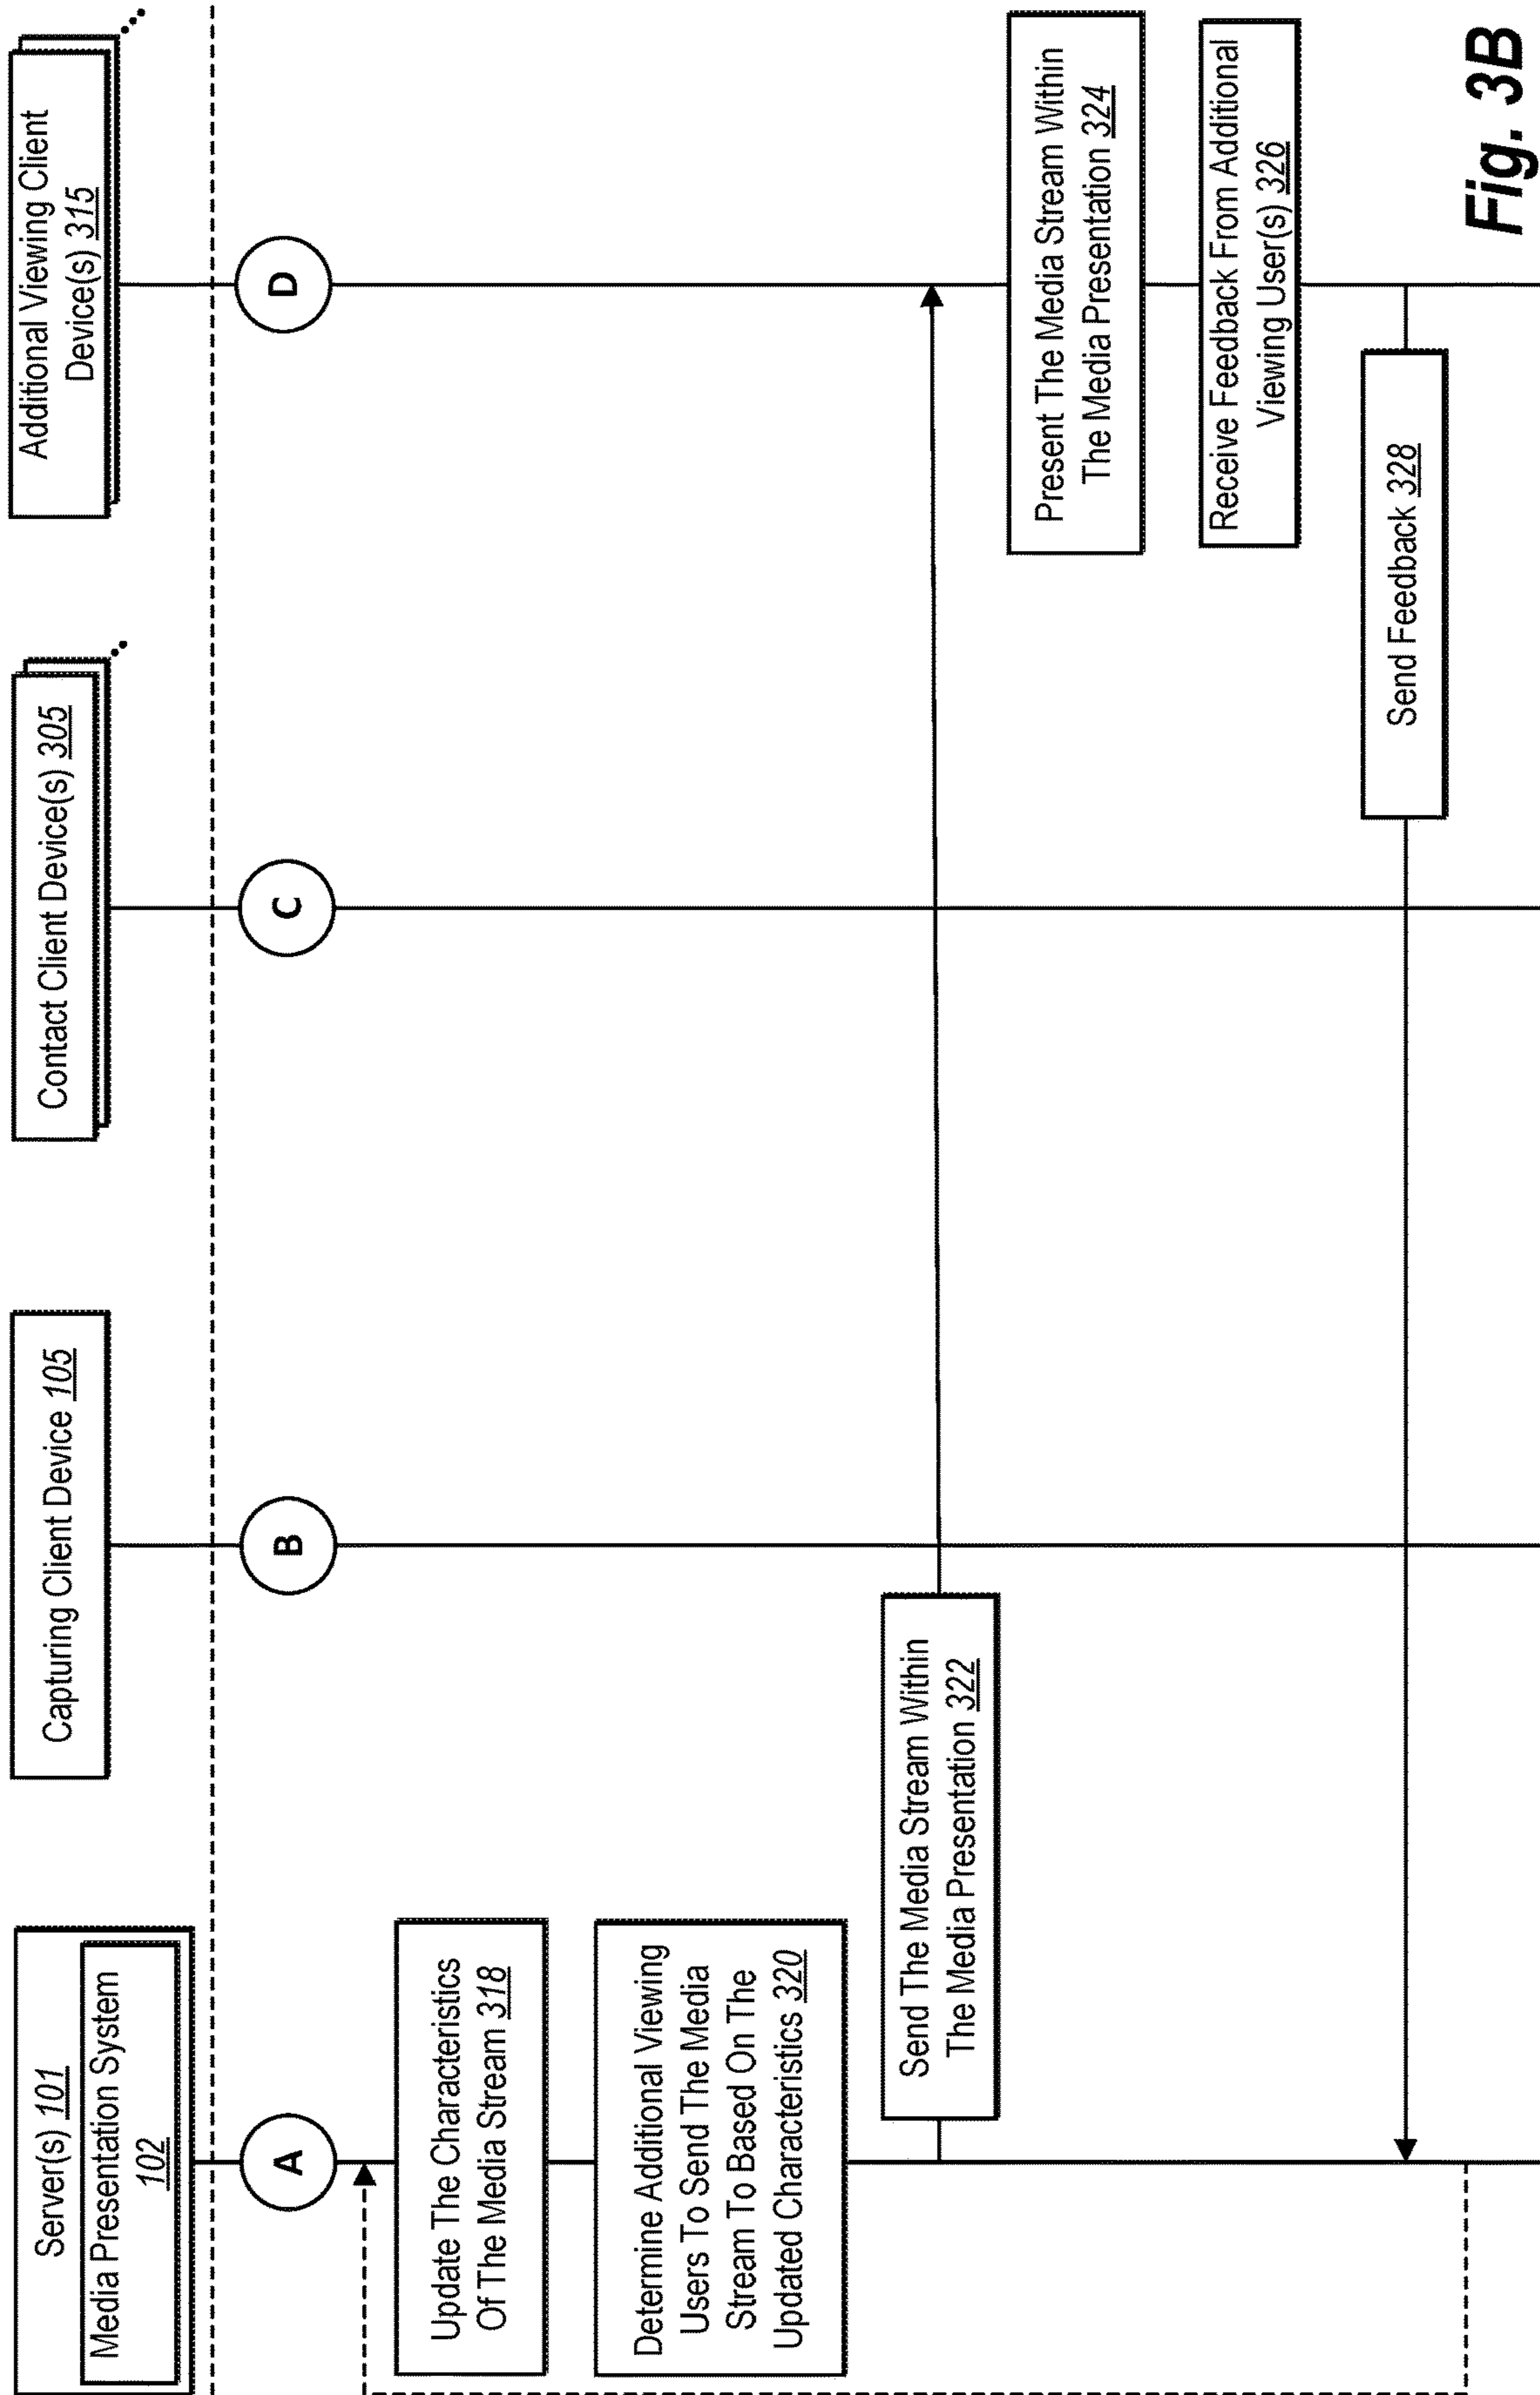 Server(s) 101
Media Presentation System
102
Capturing Client Device 105
Contact Client Device(s) 305
Additional Viewing Client
Device(s) 315
A
B
C
D
Update The Characteristics
Of The Media Stream 318
Determine Additional Viewing
Users To Send The Media
Stream To Based On The
Updated Characteristics 320
Send The Media Stream Within
The Media Presentation 322
Present The Media Stream Within
The Media Presentation 324
Receive Feedback From Additional
Viewing User(s) 326
Send Feedback 328
Fig. 3B